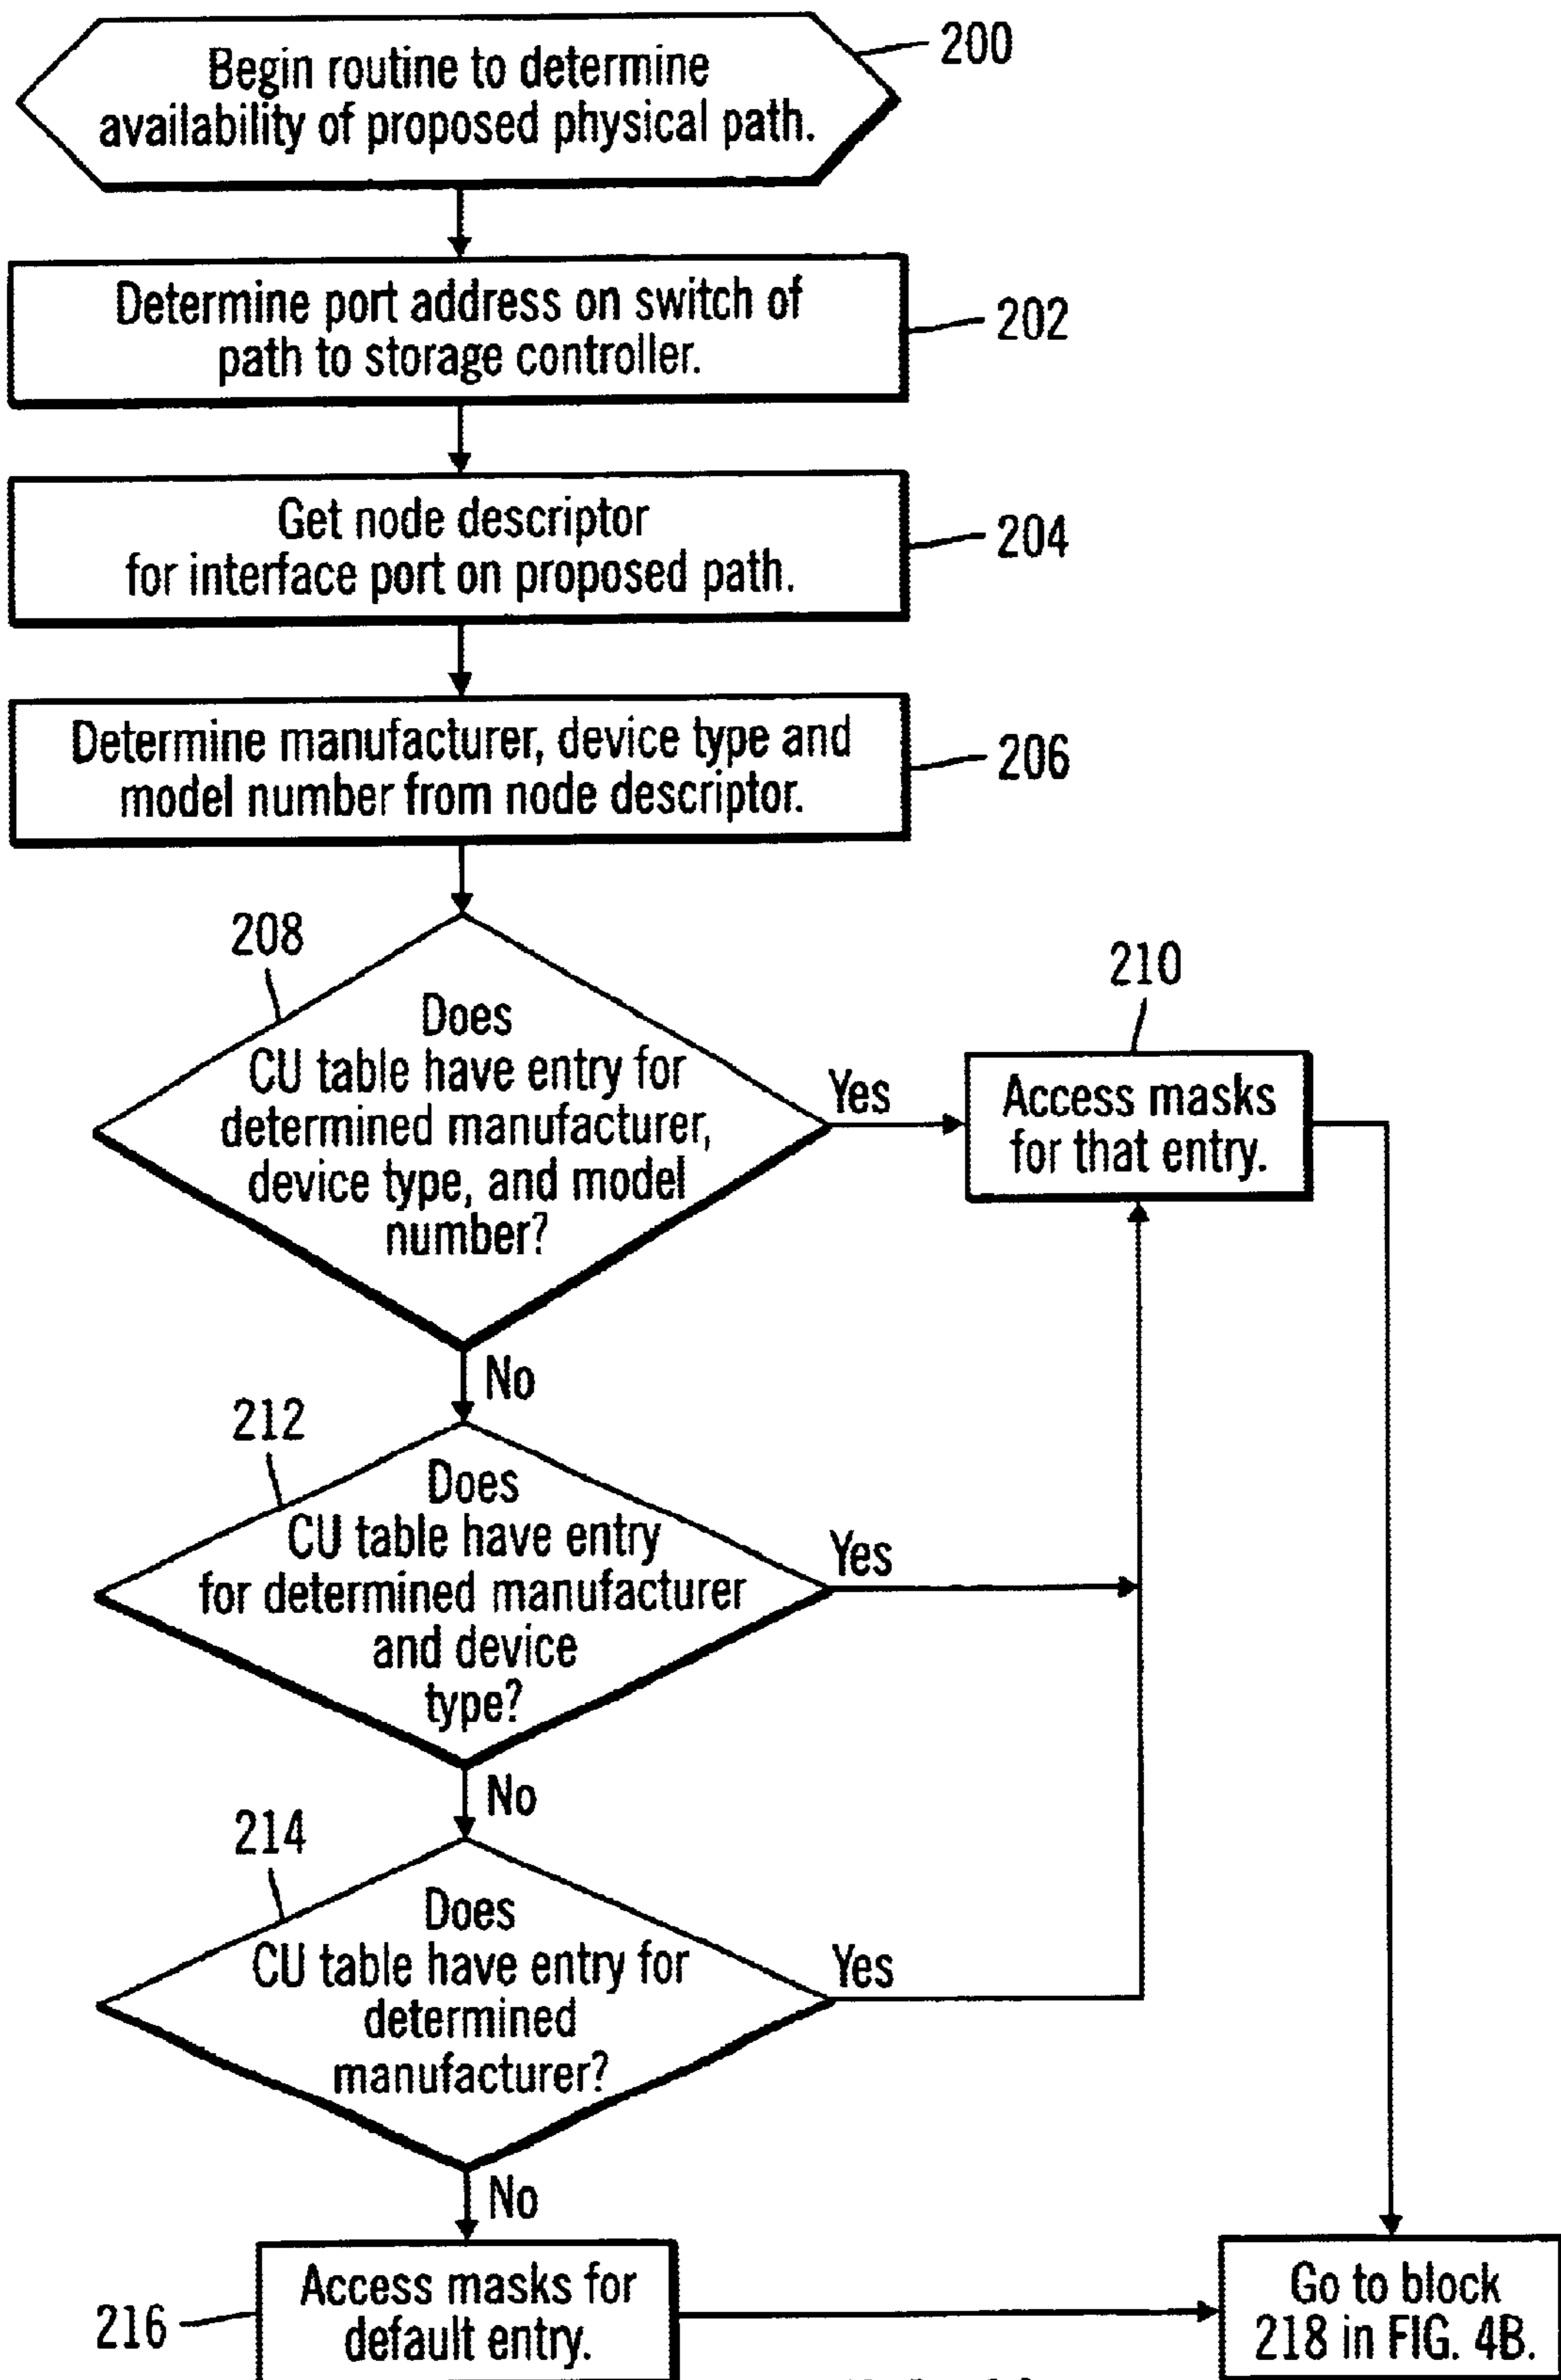 Begin routine to determine
availability of proposed physical path.
200
Determine port address on switch of
path to storage controller.
202
Get node descriptor
for interface port on proposed path.
204
Determine manufacturer, device type and
model number from node descriptor.
206
208
Does
CU table have entry for
determined manufacturer,
device type, and model
number?
Yes
210
Access masks
for that entry.
No
212
Does
CU table have entry
for determined manufacturer
and device
type?
Yes
No
214
Does
CU table have entry for
determined
manufacturer?
Yes
No
216
Access masks for
default entry.
Go to block
218 in FIG. 4B.